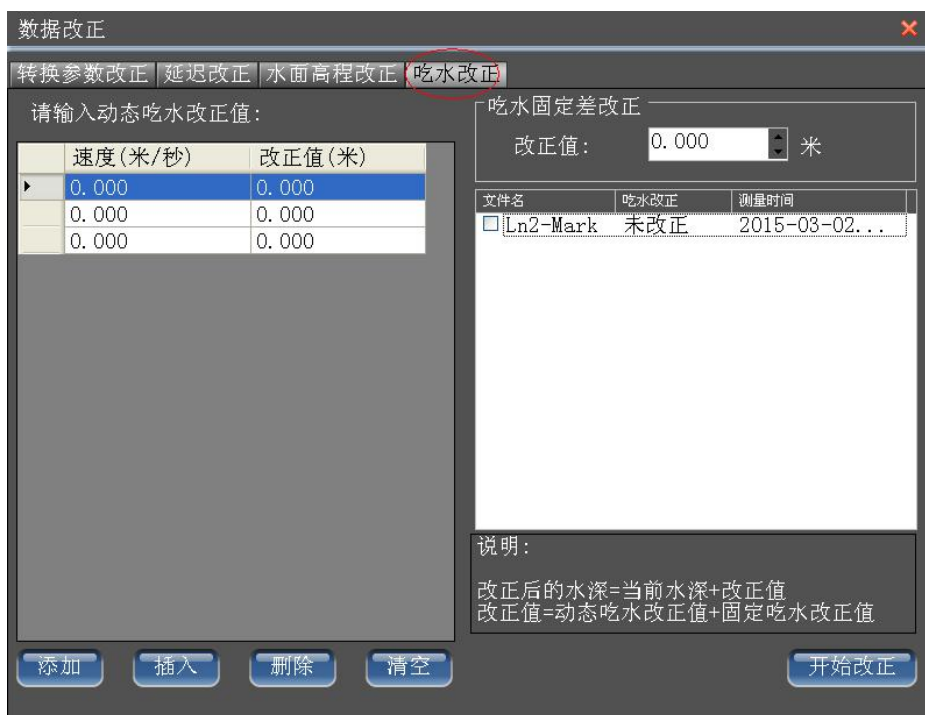 数据改正
转换参数改正 延迟改正 水面高程改正 吃水改正
请输入动态吃水改正值:
速度(米/秒) 改正值(米)
0.000 0.000
0.000 0.000
0.000 0.000
吃水固定差改正
改正值: 0.000 米
文件名 吃水改正 测量时间
Ln2-Mark 未改正 2015-03-02...
说明:
改正后的水深=当前水深+改正值
改正值=动态吃水改正值+固定吃水改正值
添加 插入 删除 清空 开始改正